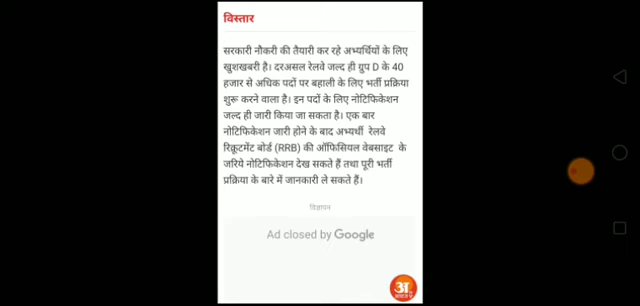 विस्तार
सरकारी नौकरी की तैयारी कर रहे अभ्यर्थियों के लिए
खुशखबरी है। दरअसल रेलवे जल्द ही ग्रुप D के 40
हजार से अधिक पदों पर बहाली के लिए भर्ती प्रक्रिया
शुरू करने वाला है। इन पदों के लिए नोटिफिकेशन
जल्द ही जारी किया जा सकता है। एक बार
नोटिफिकेशन जारी होने के बाद अभ्यर्थी रेलवे
रिक्रूटमेंट बोर्ड (RRB) की ऑफिसियल वेबसाइट के
जरिये नोटिफिकेशन देख सकते हैं तथा पूरी भर्ती
प्रक्रिया के बारे में जानकारी ले सकते हैं।
विज्ञापन
Ad closed by Google
अ